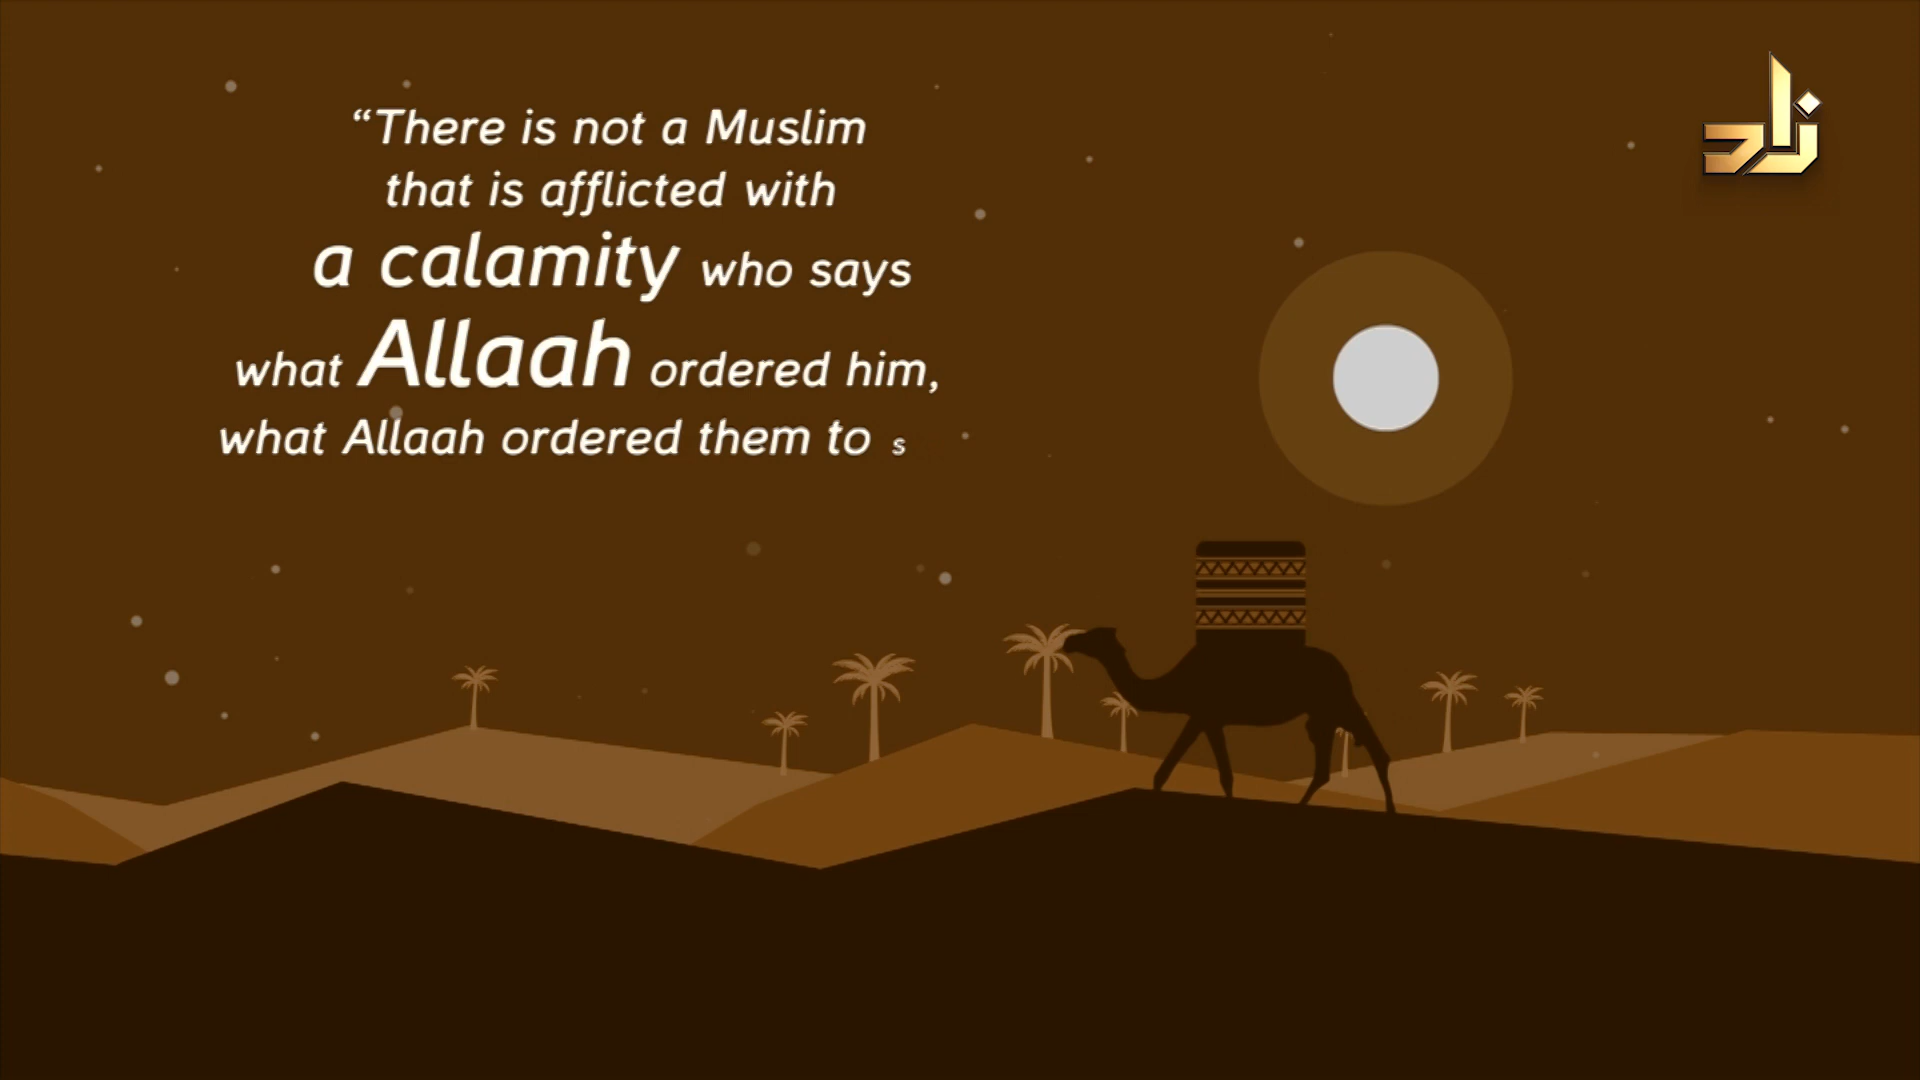 “There is not a Muslim
that is afflicted with
a calamity who says
what Allaah ordered him,
what Allaah ordered them to s
زاد